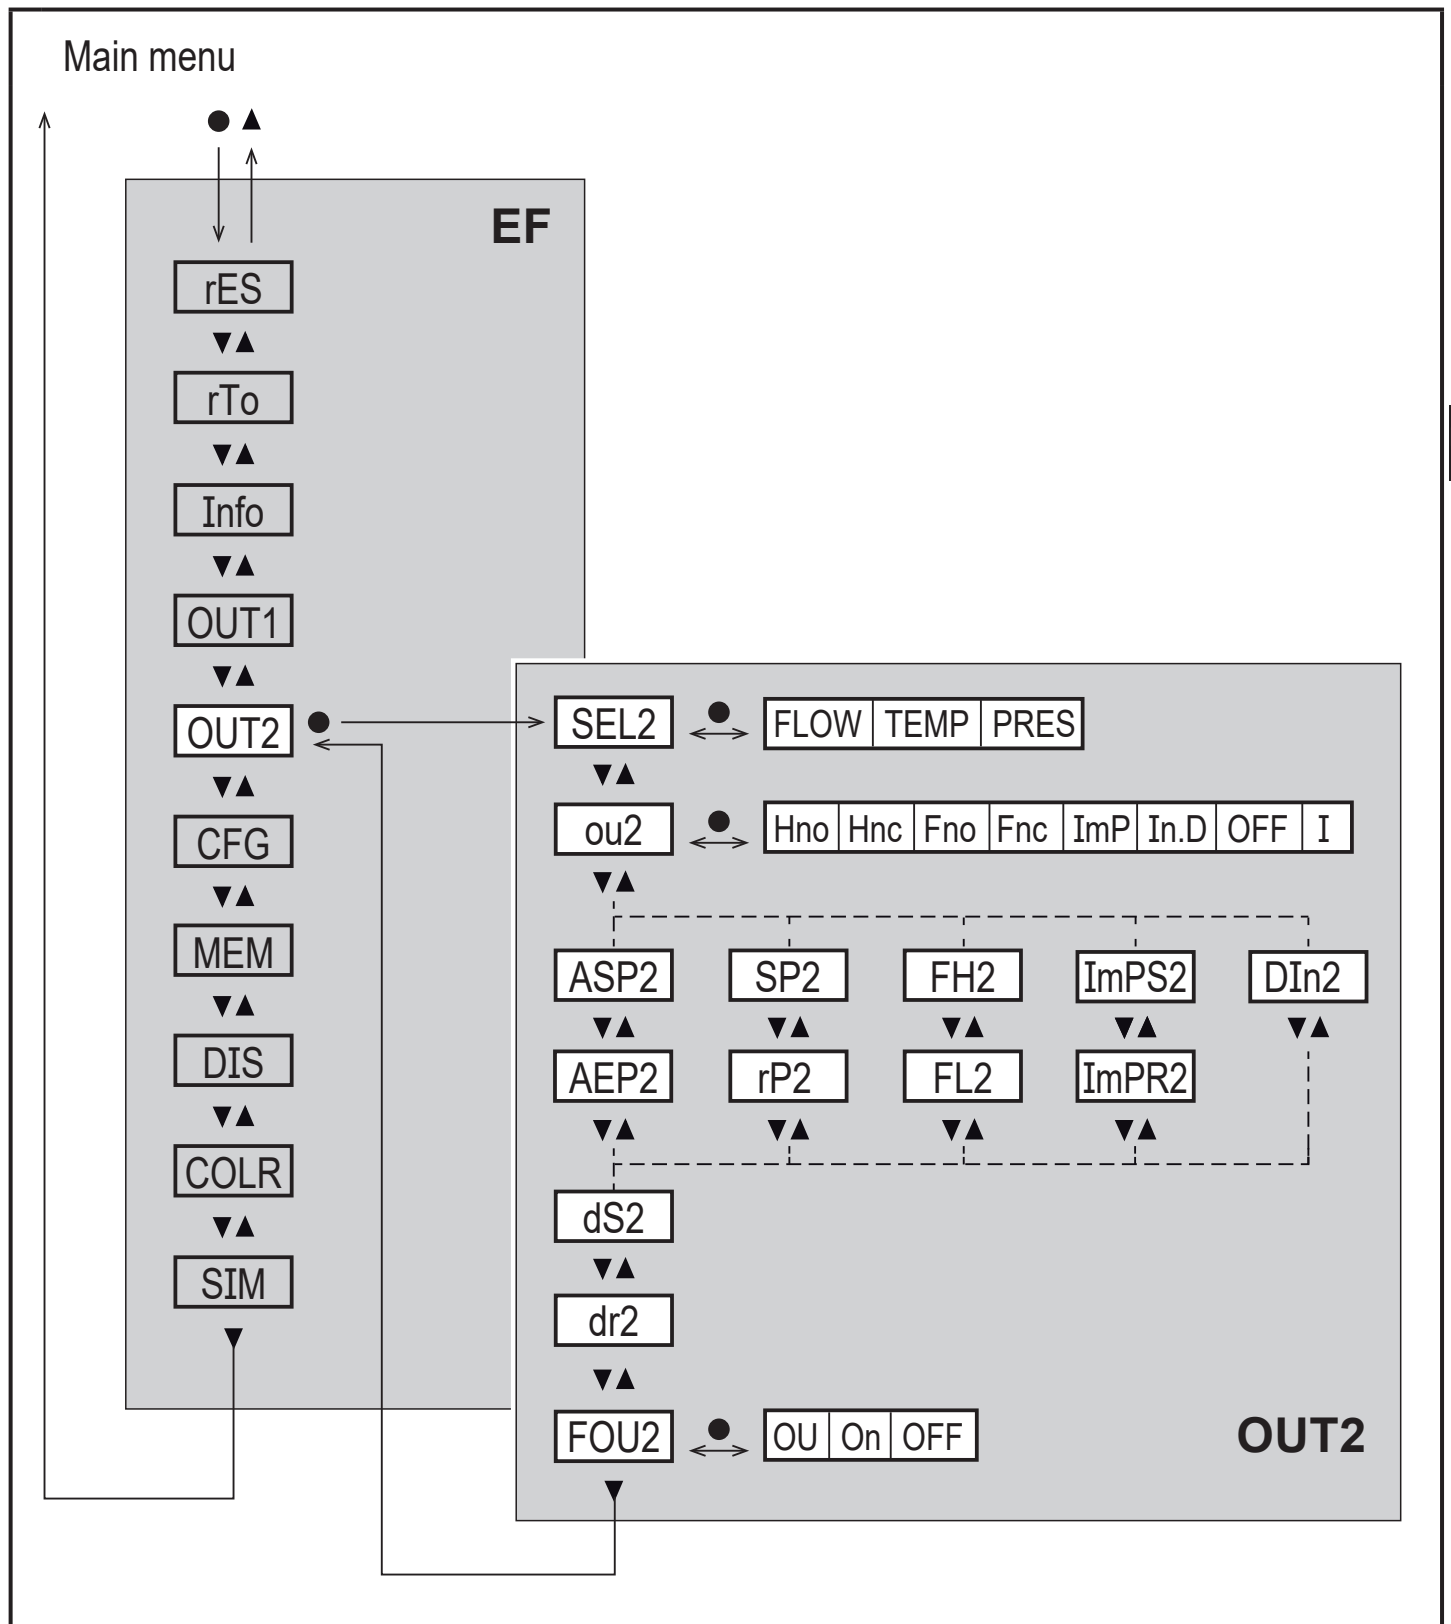 Main menu
EF
rES
rTo
Info
OUT1
OUT2
CFG
MEM
DIS
COLR
SIM
SEL2 FLOW TEMP PRES
ou2 Hno Hnc Fno Fnc ImP In.D OFF I
ASP2 SP2 FH2 ImPS2 DIn2
AEP2 rP2 FL2 ImPR2
dS2
dr2
FOU2 OU On OFF
OUT2